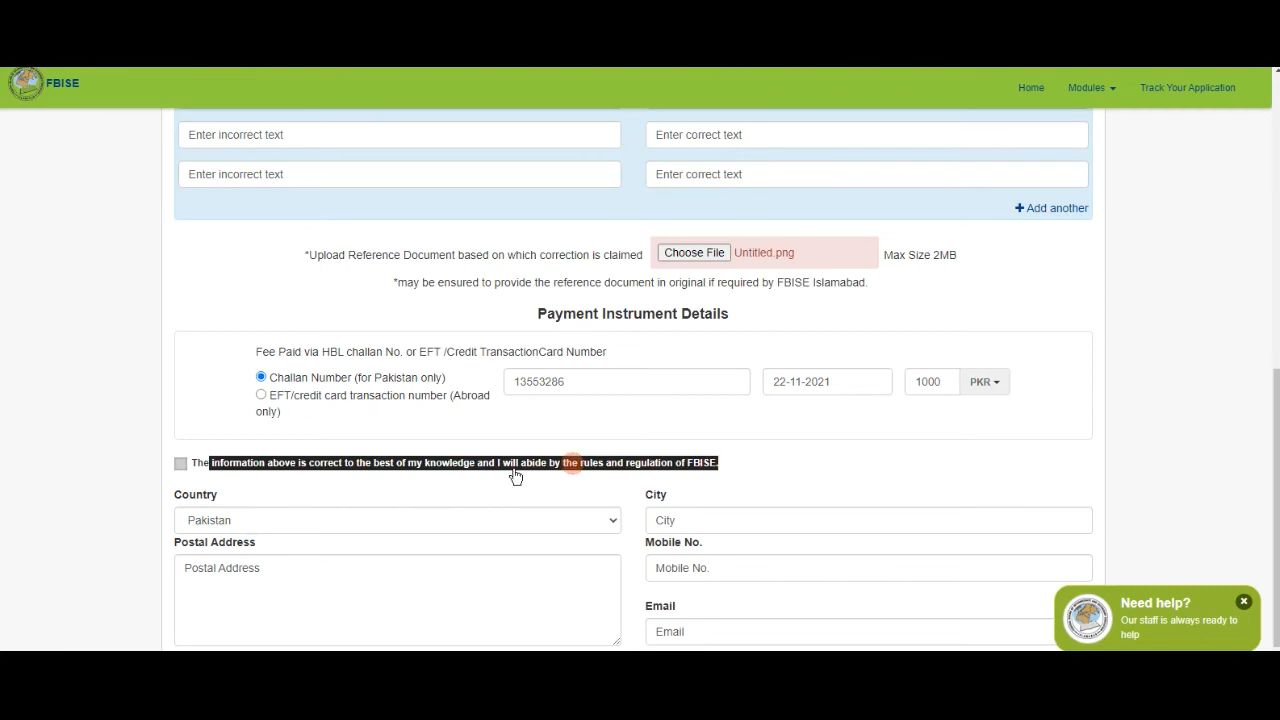 FBISE
Home Modules Track Your Application
Enter incorrect text Enter correct text
Enter incorrect text Enter correct text
Add another
*Upload Reference Document based on which correction is claimed Choose File Untitled.png Max Size 2MB
*may be ensured to provide the reference document in original if required by FBISE Islamabad.
Payment Instrument Details
Fee Paid via HBL challan No. or EFT /Credit TransactionCard Number
Challan Number (for Pakistan only) 13553286 22-11-2021 1000 PKR
EFT/credit card transaction number (Abroad
only)
The information above is correct to the best of my knowledge and I will abide by the rules and regulation of FBISE.
Country City
Pakistan City
Postal Address Mobile No.
Postal Address Mobile No.
Email
Email
Need help?
Our staff is always ready to
help